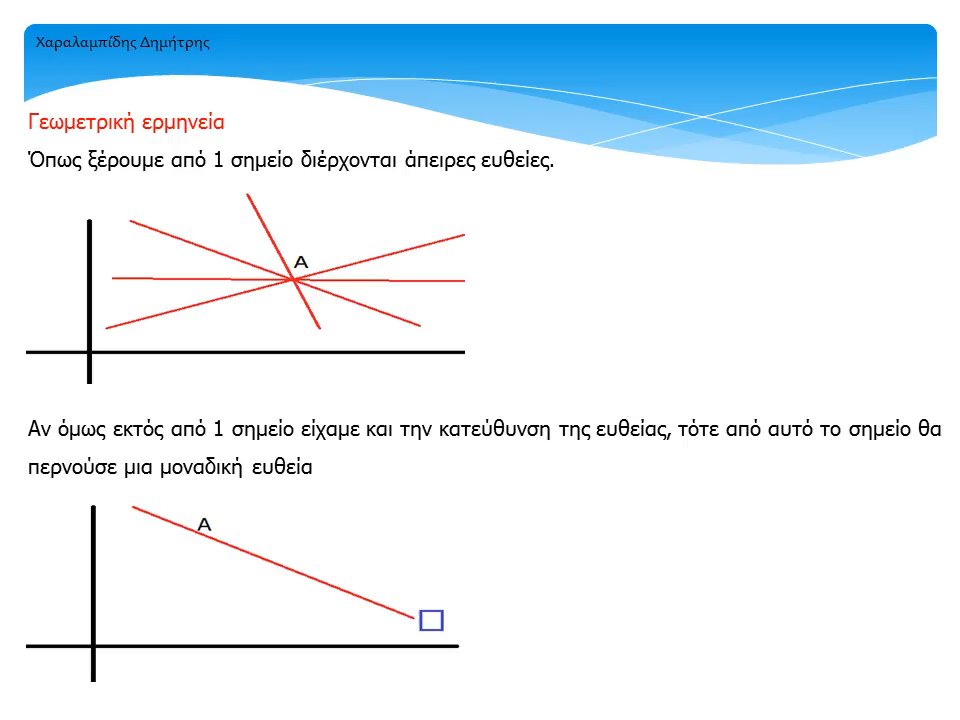 Χαραλαμπίδης Δημήτρης
Γεωμετρική ερμηνεία
Όπως ξέρουμε από 1 σημείο διέρχονται άπειρες ευθείες.
A
Αν όμως εκτός από 1 σημείο είχαμε και την κατεύθυνση της ευθείας, τότε από αυτό το σημείο θα
περνούσε μια μοναδική ευθεία
A